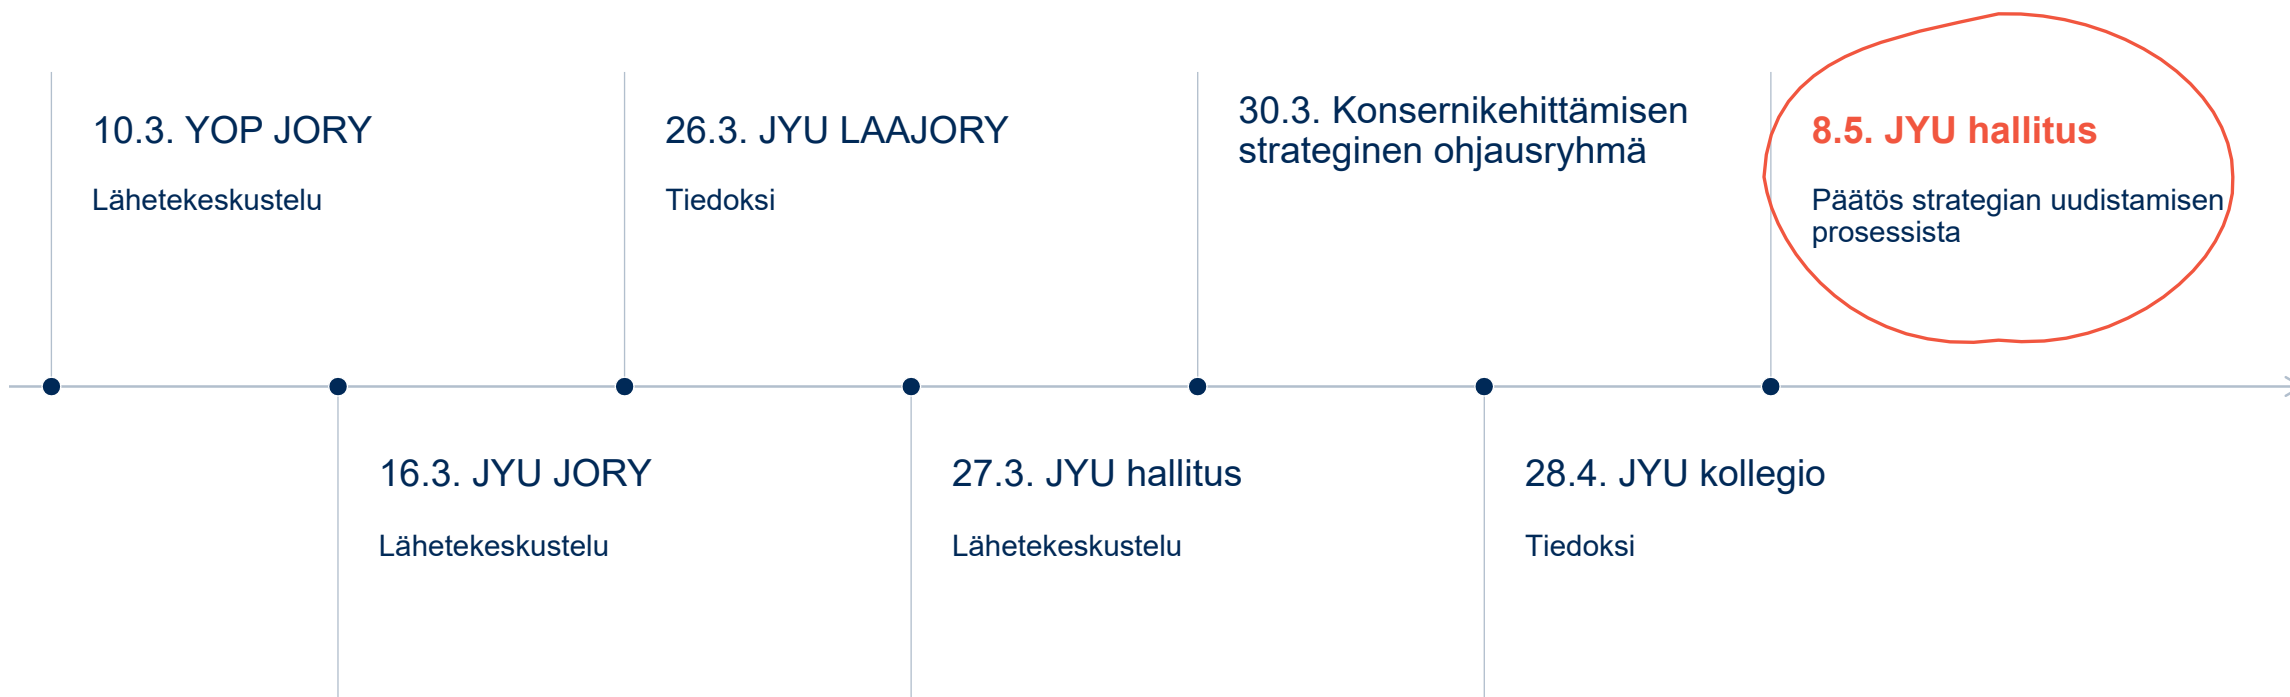 10.3. YOP JORY
Lähetekeskustelu
16.3. JYU JORY
Lähetekeskustelu
26.3. JYU LAAJORY
Tiedoksi
27.3. JYU hallitus
Lähetekeskustelu
30.3. Konsernikehittämisen
strateginen ohjausryhmä
28.4. JYU kollegio
Tiedoksi
8.5. JYU hallitus
Päätös strategian uudistamisen
prosessista